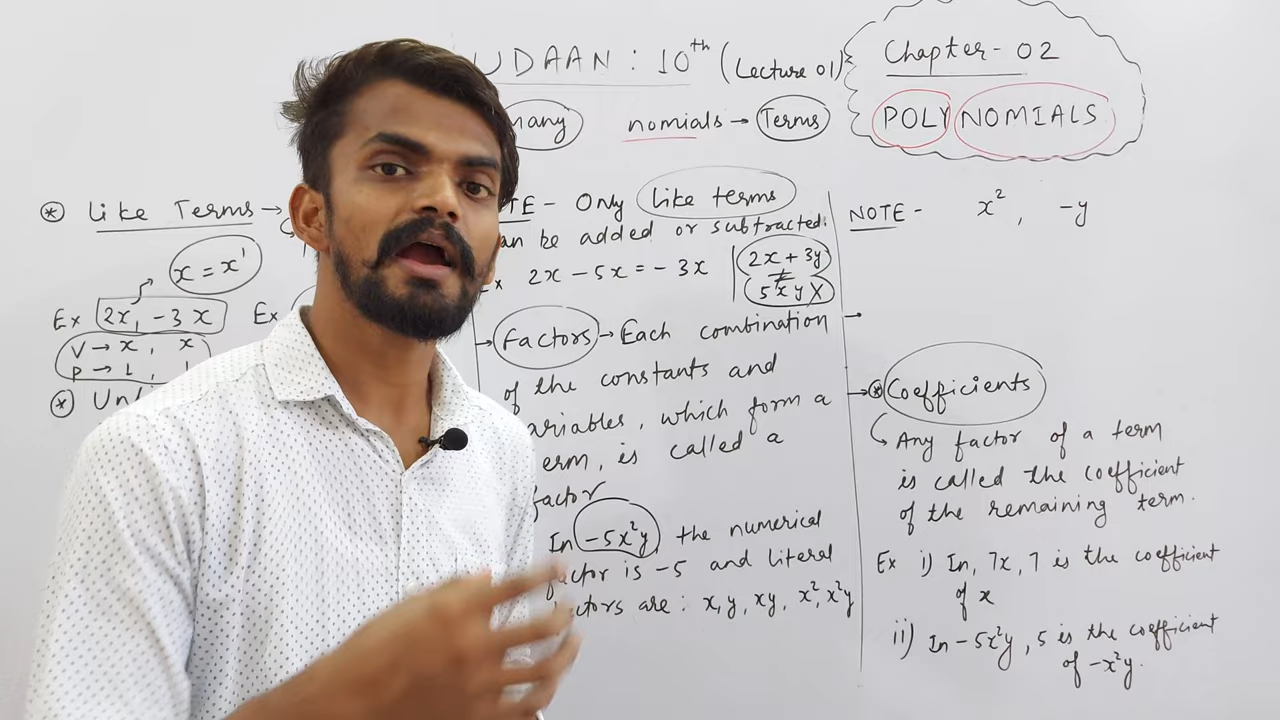 UDAAN : 10th (Lecture 01)
Chapter - 02
POLYNOMIALS
many nomials → Terms
⊛ like Terms →
x = x¹
Ex 2x, -3x Ex
V → x, x
P → 1, 1
NOTE - Only like terms
can be added or subtracted.
Ex 2x - 5x = -3x
2x + 3y
≠
5xy X
→ Factors → Each combination
of the constants and
variables, which form a
term, is called a
factor
In -5x²y, the numerical
factor is -5 and literal
factors are : x, y, xy, x², x²y
NOTE - x², -y
→ ⊛ Coefficients
Any factor of a term
is called the coefficient
of the remaining term.
Ex i) In, 7x, 7 is the coefficient
of x
ii) In -5x²y, 5 is the coefficient
of -x²y.